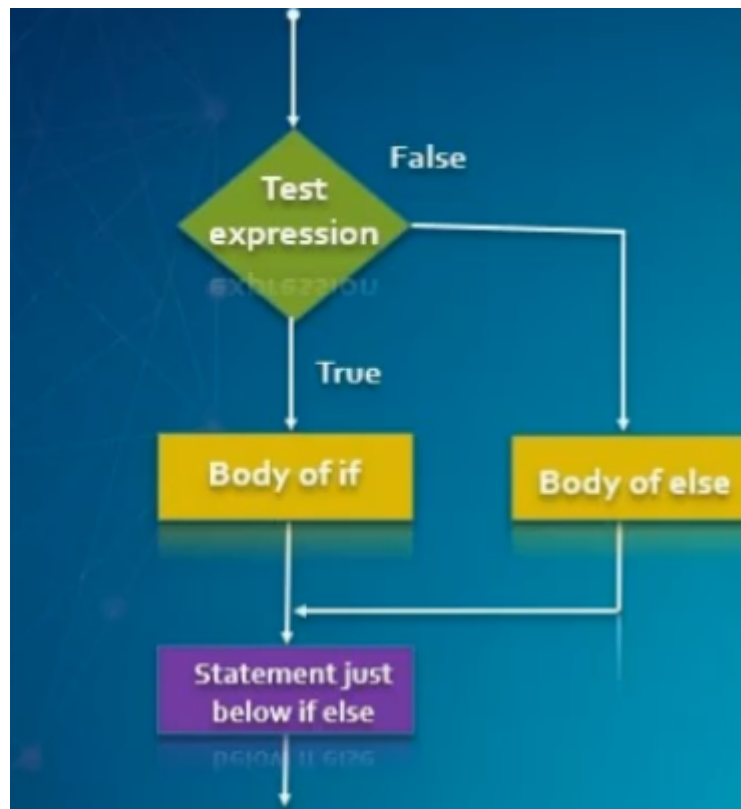 False
Test
expression
True
Body of if
Body of else
Statement just
below if else